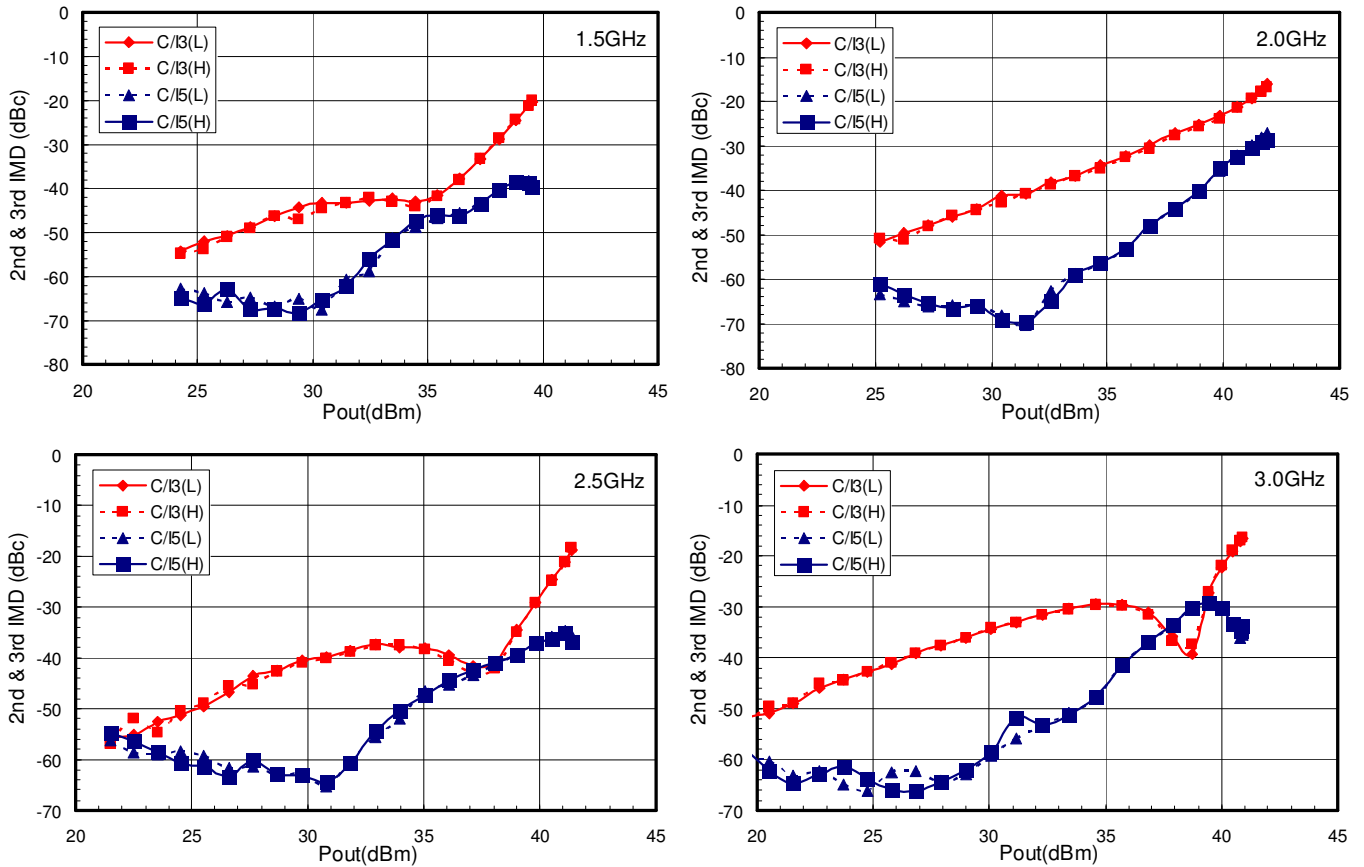 1.5GHz
C/I3(L)
C/I3(H)
C/I5(L)
C/I5(H)
2nd & 3rd IMD (dBc)
0
-10
-20
-30
-40
-50
-60
-70
-80
20 25 30 35 40 45
Pout(dBm)
2.0GHz
C/I3(L)
C/I3(H)
C/I5(L)
C/I5(H)
2nd & 3rd IMD (dBc)
0
-10
-20
-30
-40
-50
-60
-70
-80
20 25 30 35 40 45
Pout(dBm)
2.5GHz
C/I3(L)
C/I3(H)
C/I5(L)
C/I5(H)
2nd & 3rd IMD (dBc)
0
-10
-20
-30
-40
-50
-60
-70
20 25 30 35 40 45
Pout(dBm)
3.0GHz
C/I3(L)
C/I3(H)
C/I5(L)
C/I5(H)
2nd & 3rd IMD (dBc)
0
-10
-20
-30
-40
-50
-60
-70
20 25 30 35 40 45
Pout(dBm)